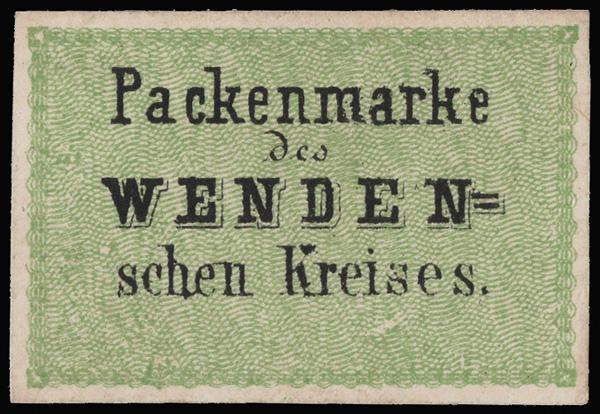 Packenmarke
des
WENDEN=
schen Kreises.